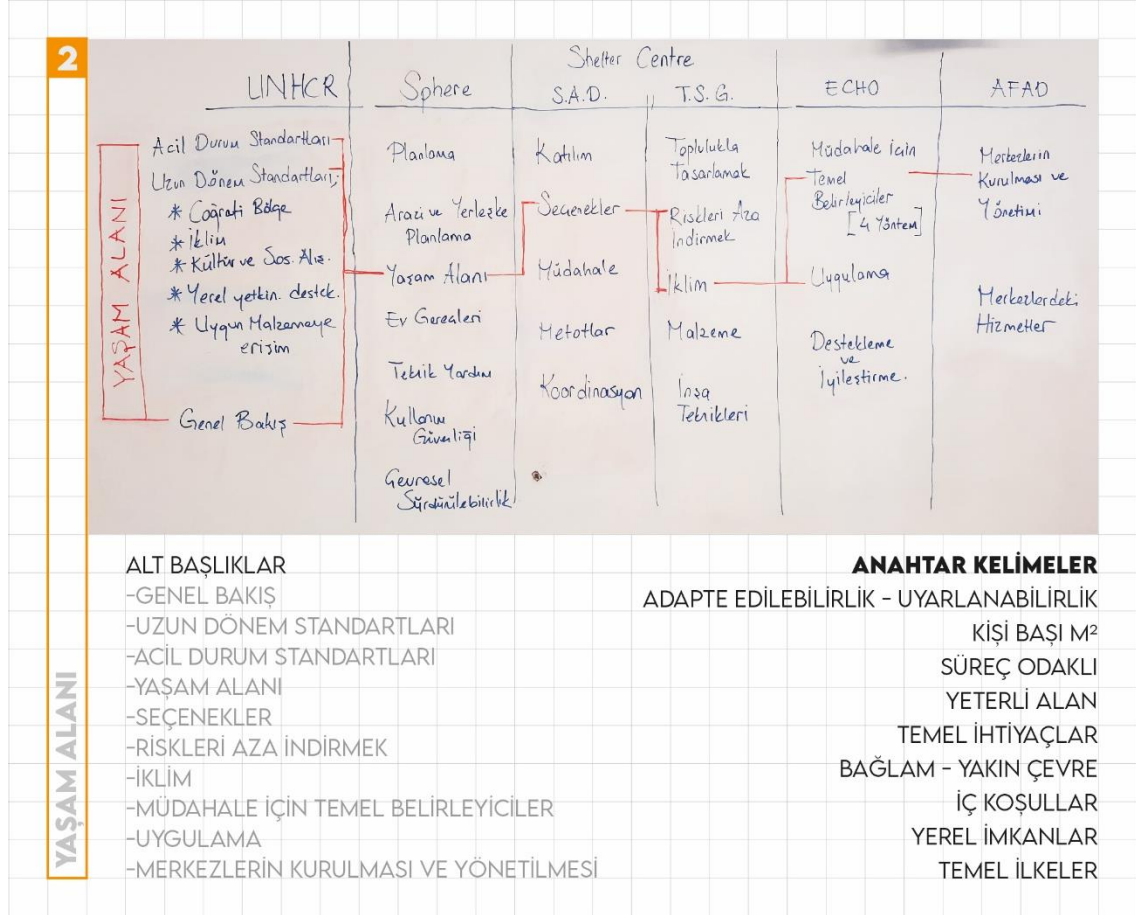 2
Shelter Centre
UNHCR
Sphere
S.A.D.
T.S.G.
ECHO
AFAD
YAŞAM ALANI
Acil Durum Standartları
Uzun Dönem Standartları;
* Coğrafi Bölge
* İklim
* Kültür ve Sos. Alış.
* Yerel yetkin. destek.
* Uygun Malzemeye
erişim
Genel Bakış
Planlama
Arazi ve Yerleşke
Planlama
Yaşam Alanı
Ev Gereçleri
Teknik Yardım
Kullanım
Güvenliği
Çevresel
Sürdürülebilirlik
Katılım
Seçenekler
Müdahale
Metotlar
Koordinasyon
Toplulukla
Tasarlamak
Riskleri Aza
İndirmek
İklim
Malzeme
İnşa
Teknikleri
Müdahale İçin
Temel
Belirleyiciler
[4 Yöntem]
Uygulama
Destekleme
ve
İyileştirme.
Merkezlerin
Kurulması ve
Yönetimi
Merkezlerdeki
Hizmetler
YAŞAM ALANI
ALT BAŞLIKLAR
-GENEL BAKIŞ
-UZUN DÖNEM STANDARTLARI
-ACİL DURUM STANDARTLARI
-YAŞAM ALANI
-SEÇENEKLER
-RİSKLERİ AZA İNDİRMEK
-İKLİM
-MÜDAHALE İÇİN TEMEL BELİRLEYİCİLER
-UYGULAMA
-MERKEZLERİN KURULMASI VE YÖNETİLMESİ
ANAHTAR KELİMELER
ADAPTE EDİLEBİLİRLİK - UYARLANABİLİRLİK
KİŞİ BAŞI M²
SÜREÇ ODAKLI
YETERLİ ALAN
TEMEL İHTİYAÇLAR
BAĞLAM - YAKIN ÇEVRE
İÇ KOŞULLAR
YEREL İMKANLAR
TEMEL İLKELER